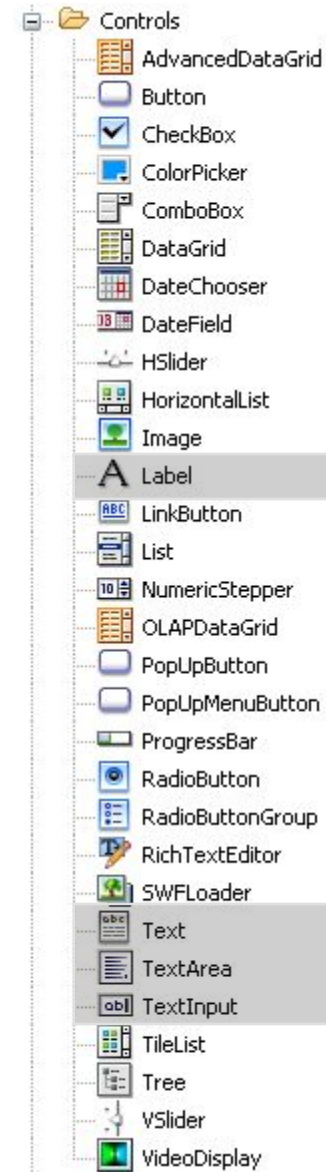 Controls
AdvancedDataGrid
Button
CheckBox
ColorPicker
ComboBox
DataGrid
DateChooser
DateField
HSlider
HorizontalList
Image
Label
LinkButton
List
NumericStepper
OLAPDataGrid
PopUpButton
PopUpMenuButton
ProgressBar
RadioButton
RadioButtonGroup
RichTextEditor
SWFLoader
Text
TextArea
TextInput
TileList
Tree
VSlider
VideoDisplay